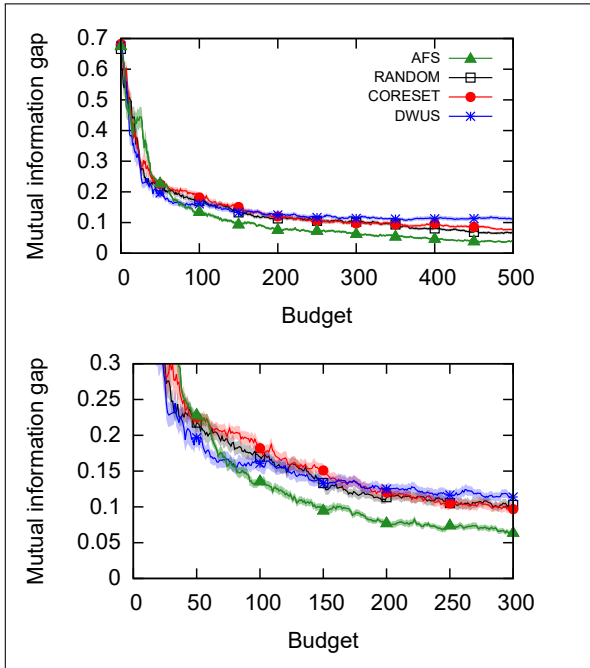 Mutual information gap
0.7
0.6
0.5
0.4
0.3
0.2
0.1
0
AFS
RANDOM
CORESET
DWUS
0 100 200 300 400 500
Budget
Mutual information gap
0.3
0.25
0.2
0.15
0.1
0.05
0
50 100 150 200 250 300
Budget